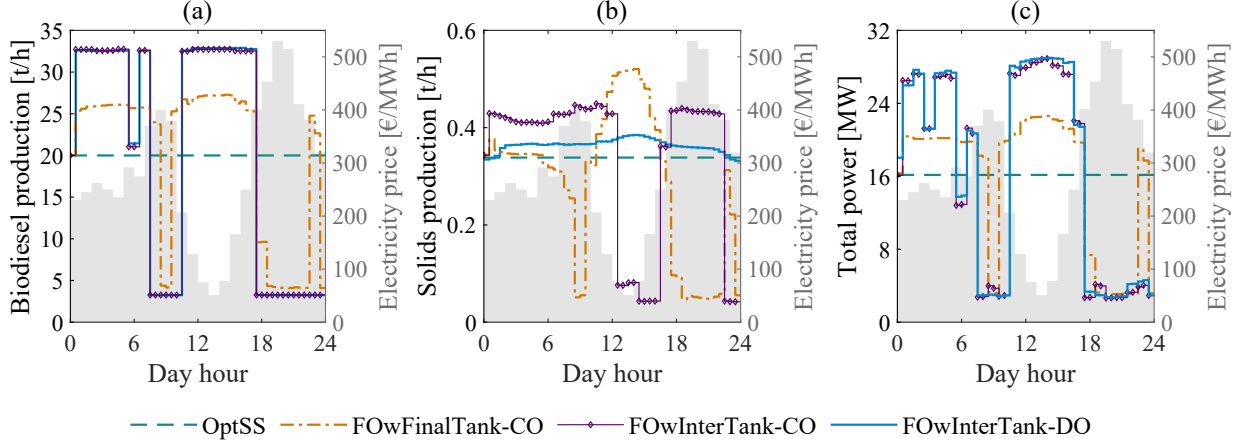 (a)
(b)
(c)
35
30
25
20
15
10
5
0
Biodiesel production [t/h]
500
400
300
200
100
0
Electricity price [€/MWh]
0 6 12 18 24
Day hour
0.6
0.4
0.2
0
Solids production [t/h]
500
400
300
200
100
0
Electricity price [€/MWh]
0 6 12 18 24
Day hour
32
28
24
20
16
12
8
4
0
Total power [MW]
500
400
300
200
100
0
Electricity price [€/MWh]
0 6 12 18 24
Day hour
OptSS FOwFinalTank-CO FOwInterTank-CO FOwInterTank-DO